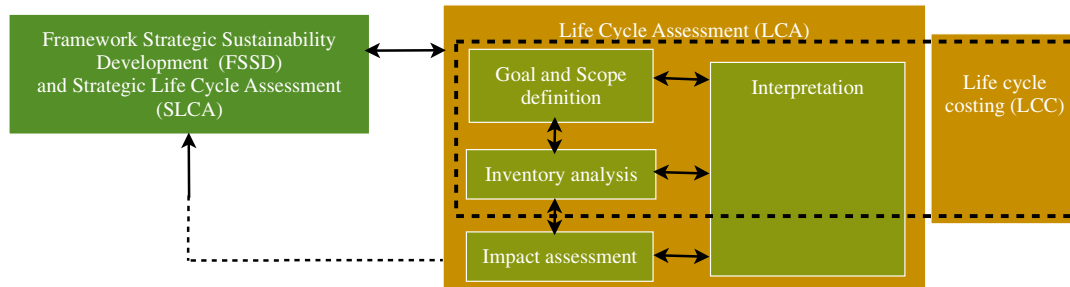 Framework Strategic Sustainability
Development (FSSD)
and Strategic Life Cycle Assessment
(SLCA)
Life Cycle Assessment (LCA)
Goal and Scope
definition
Interpretation
Inventory analysis
Impact assessment
Life cycle
costing (LCC)